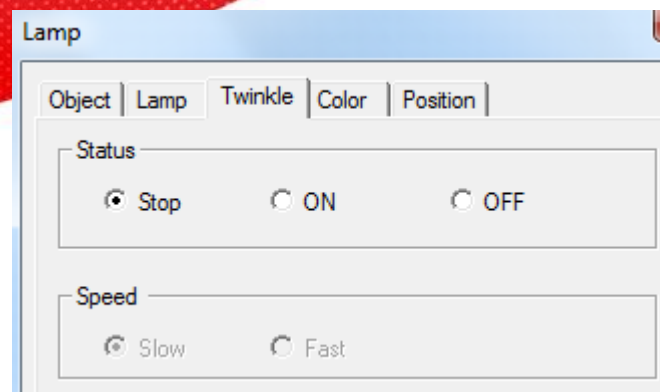 Lamp
Object Lamp Twinkle Color Position
Status
Stop ON OFF
Speed
Slow Fast